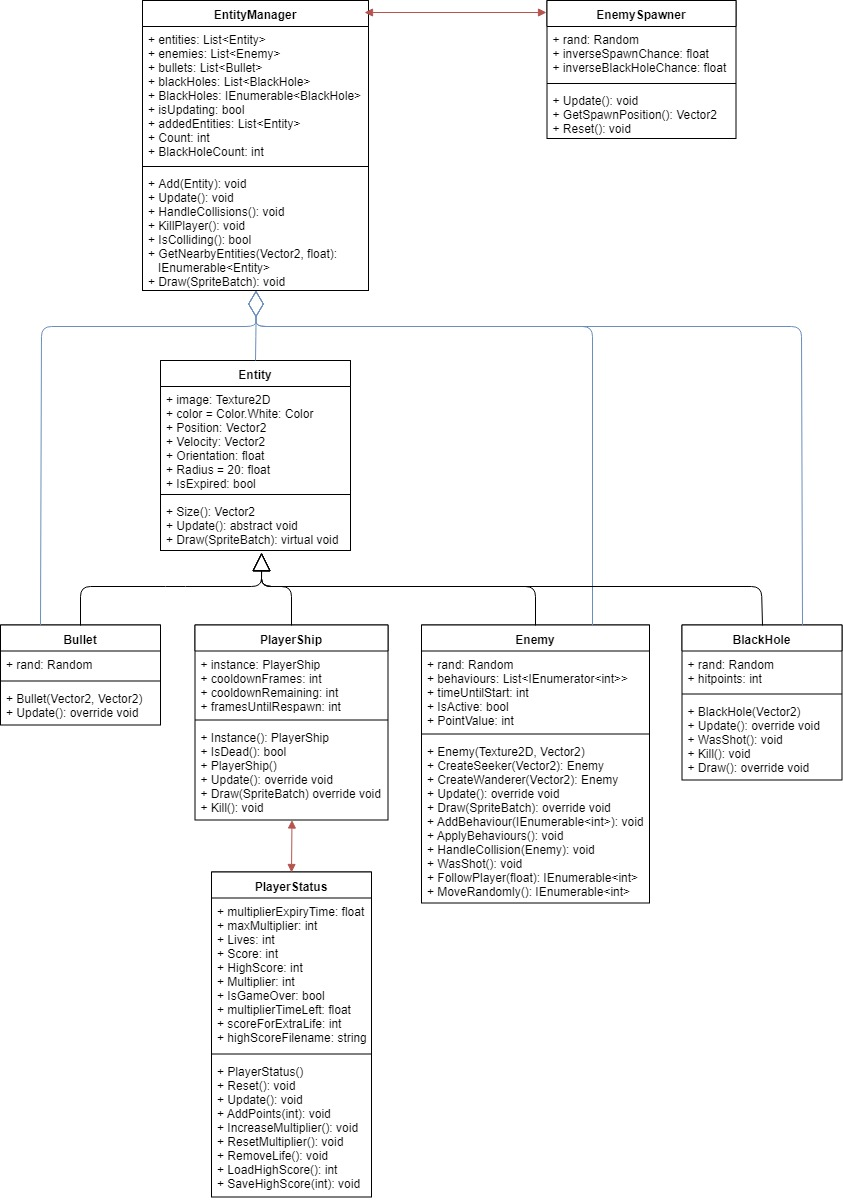 EntityManager
+ entities: List<Entity>
+ enemies: List<Enemy>
+ bullets: List<Bullet>
+ blackHoles: List<BlackHole>
+ BlackHoles: IEnumerable<BlackHole>
+ isUpdating: bool
+ addedEntities: List<Entity>
+ Count: int
+ BlackHoleCount: int
+ Add(Entity): void
+ Update(): void
+ HandleCollisions(): void
+ KillPlayer(): void
+ IsColliding(): bool
+ GetNearbyEntities(Vector2, float):
IEnumerable<Entity>
+ Draw(SpriteBatch): void
EnemySpawner
+ rand: Random
+ inverseSpawnChance: float
+ inverseBlackHoleChance: float
+ Update(): void
+ GetSpawnPosition(): Vector2
+ Reset(): void
Entity
+ image: Texture2D
+ color = Color.White: Color
+ Position: Vector2
+ Velocity: Vector2
+ Orientation: float
+ Radius = 20: float
+ IsExpired: bool
+ Size(): Vector2
+ Update(): abstract void
+ Draw(SpriteBatch): virtual void
Bullet
+ rand: Random
+ Bullet(Vector2, Vector2)
+ Update(): override void
PlayerShip
+ instance: PlayerShip
+ cooldownFrames: int
+ cooldownRemaining: int
+ framesUntilRespawn: int
+ Instance(): PlayerShip
+ IsDead(): bool
+ PlayerShip()
+ Update(): override void
+ Draw(SpriteBatch) override void
+ Kill(): void
Enemy
+ rand: Random
+ behaviours: List<IEnumerator<int>>
+ timeUntilStart: int
+ IsActive: bool
+ PointValue: int
+ Enemy(Texture2D, Vector2)
+ CreateSeeker(Vector2): Enemy
+ CreateWanderer(Vector2): Enemy
+ Update(): override void
+ Draw(SpriteBatch): override void
+ AddBehaviour(IEnumerable<int>): void
+ ApplyBehaviours(): void
+ HandleCollision(Enemy): void
+ WasShot(): void
+ FollowPlayer(float): IEnumerable<int>
+ MoveRandomly(): IEnumerable<int>
BlackHole
+ rand: Random
+ hitpoints: int
+ BlackHole(Vector2)
+ Update(): override void
+ WasShot(): void
+ Kill(): void
+ Draw(): override void
PlayerStatus
+ multiplierExpiryTime: float
+ maxMultiplier: int
+ Lives: int
+ Score: int
+ HighScore: int
+ Multiplier: int
+ IsGameOver: bool
+ multiplierTimeLeft: float
+ scoreForExtraLife: int
+ highScoreFilename: string
+ PlayerStatus()
+ Reset(): void
+ Update(): void
+ AddPoints(int): void
+ IncreaseMultiplier(): void
+ ResetMultiplier(): void
+ RemoveLife(): void
+ LoadHighScore(): int
+ SaveHighScore(int): void